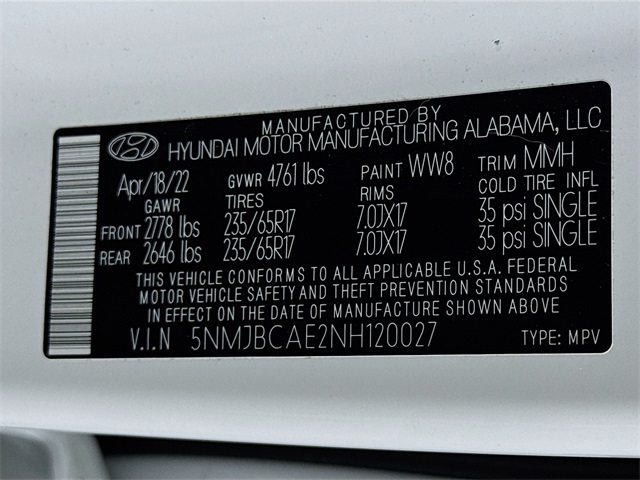 MANUFACTURED BY
HYUNDAI MOTOR MANUFACTURING ALABAMA, LLC
Apr/18/22 GVWR 4761 lbs PAINT WW8 TRIM MMH
GAWR TIRES RIMS COLD TIRE INFL
FRONT 2778 lbs 235/65R17 7.0JX17 35 psi SINGLE
REAR 2646 lbs 235/65R17 7.0JX17 35 psi SINGLE
THIS VEHICLE CONFORMS TO ALL APPLICABLE U.S.A. FEDERAL
MOTOR VEHICLE SAFETY AND THEFT PREVENTION STANDARDS
IN EFFECT ON THE DATE OF MANUFACTURE SHOWN ABOVE
V.I.N 5NMJBCAE2NH120027 TYPE: MPV